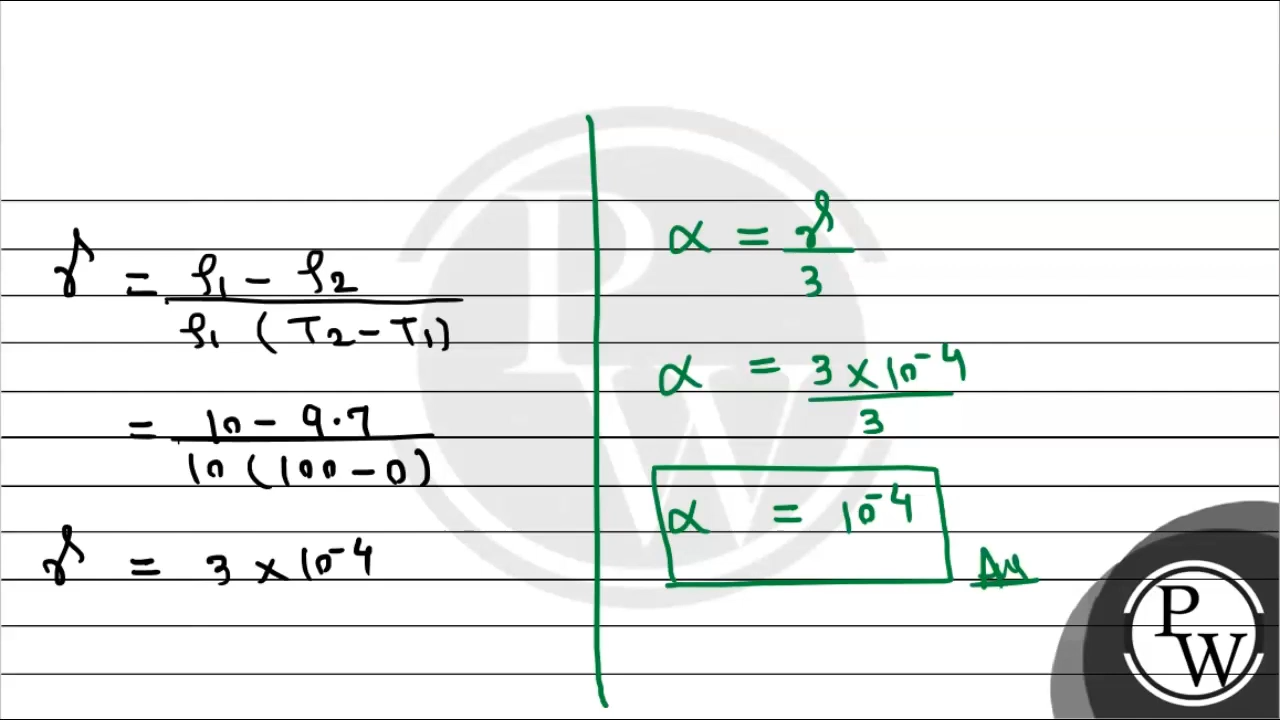 γ = ρ1 - ρ2
ρ1 (T2 - T1)
= 10 - 9.7
10 (100 - 0)
γ = 3 x 10-4
α = γ
3
α = 3 x 10-4
3
α = 10-4
Ans
PW
PW